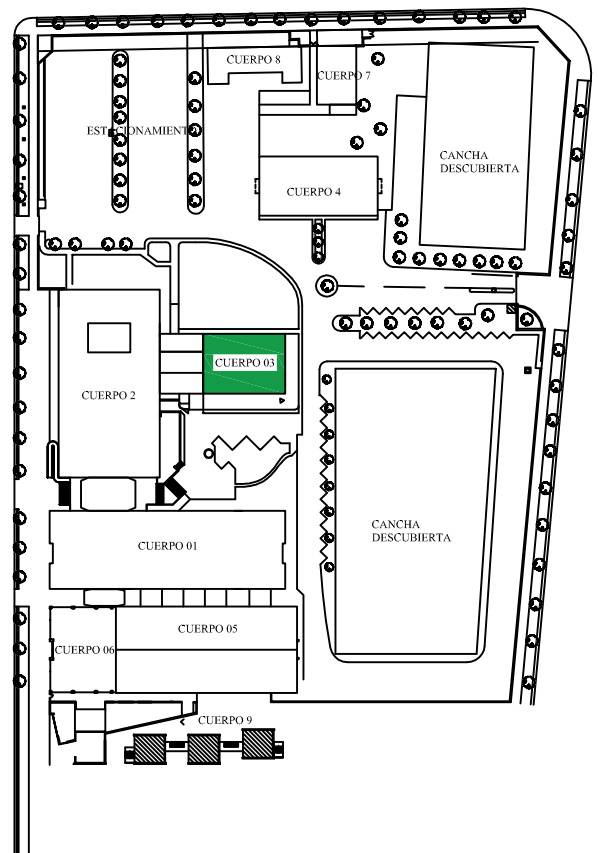 CUERPO 8
CUERPO 7
ESTACIONAMIENTO
CANCHA
DESCUBIERTA
CUERPO 4
CUERPO 03
CUERPO 2
CANCHA
DESCUBIERTA
CUERPO 01
CUERPO 05
CUERPO 06
CUERPO 9